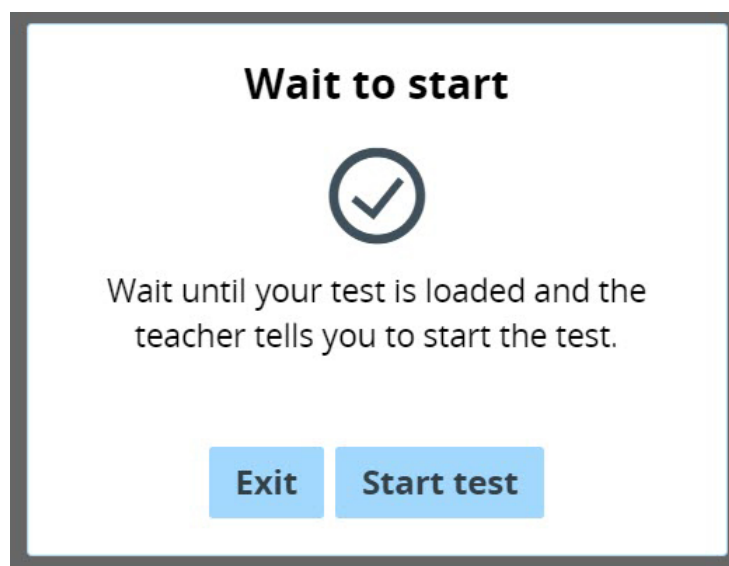 Wait to start
Wait until your test is loaded and the
teacher tells you to start the test.
Exit
Start test